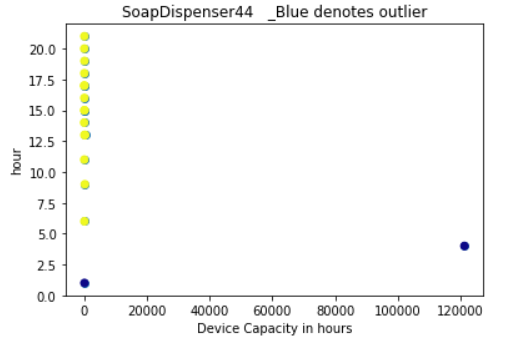 SoapDispenser44 _Blue denotes outlier
hour
20.0
17.5
15.0
12.5
10.0
7.5
5.0
2.5
0.0
0 20000 40000 60000 80000 100000 120000
Device Capacity in hours